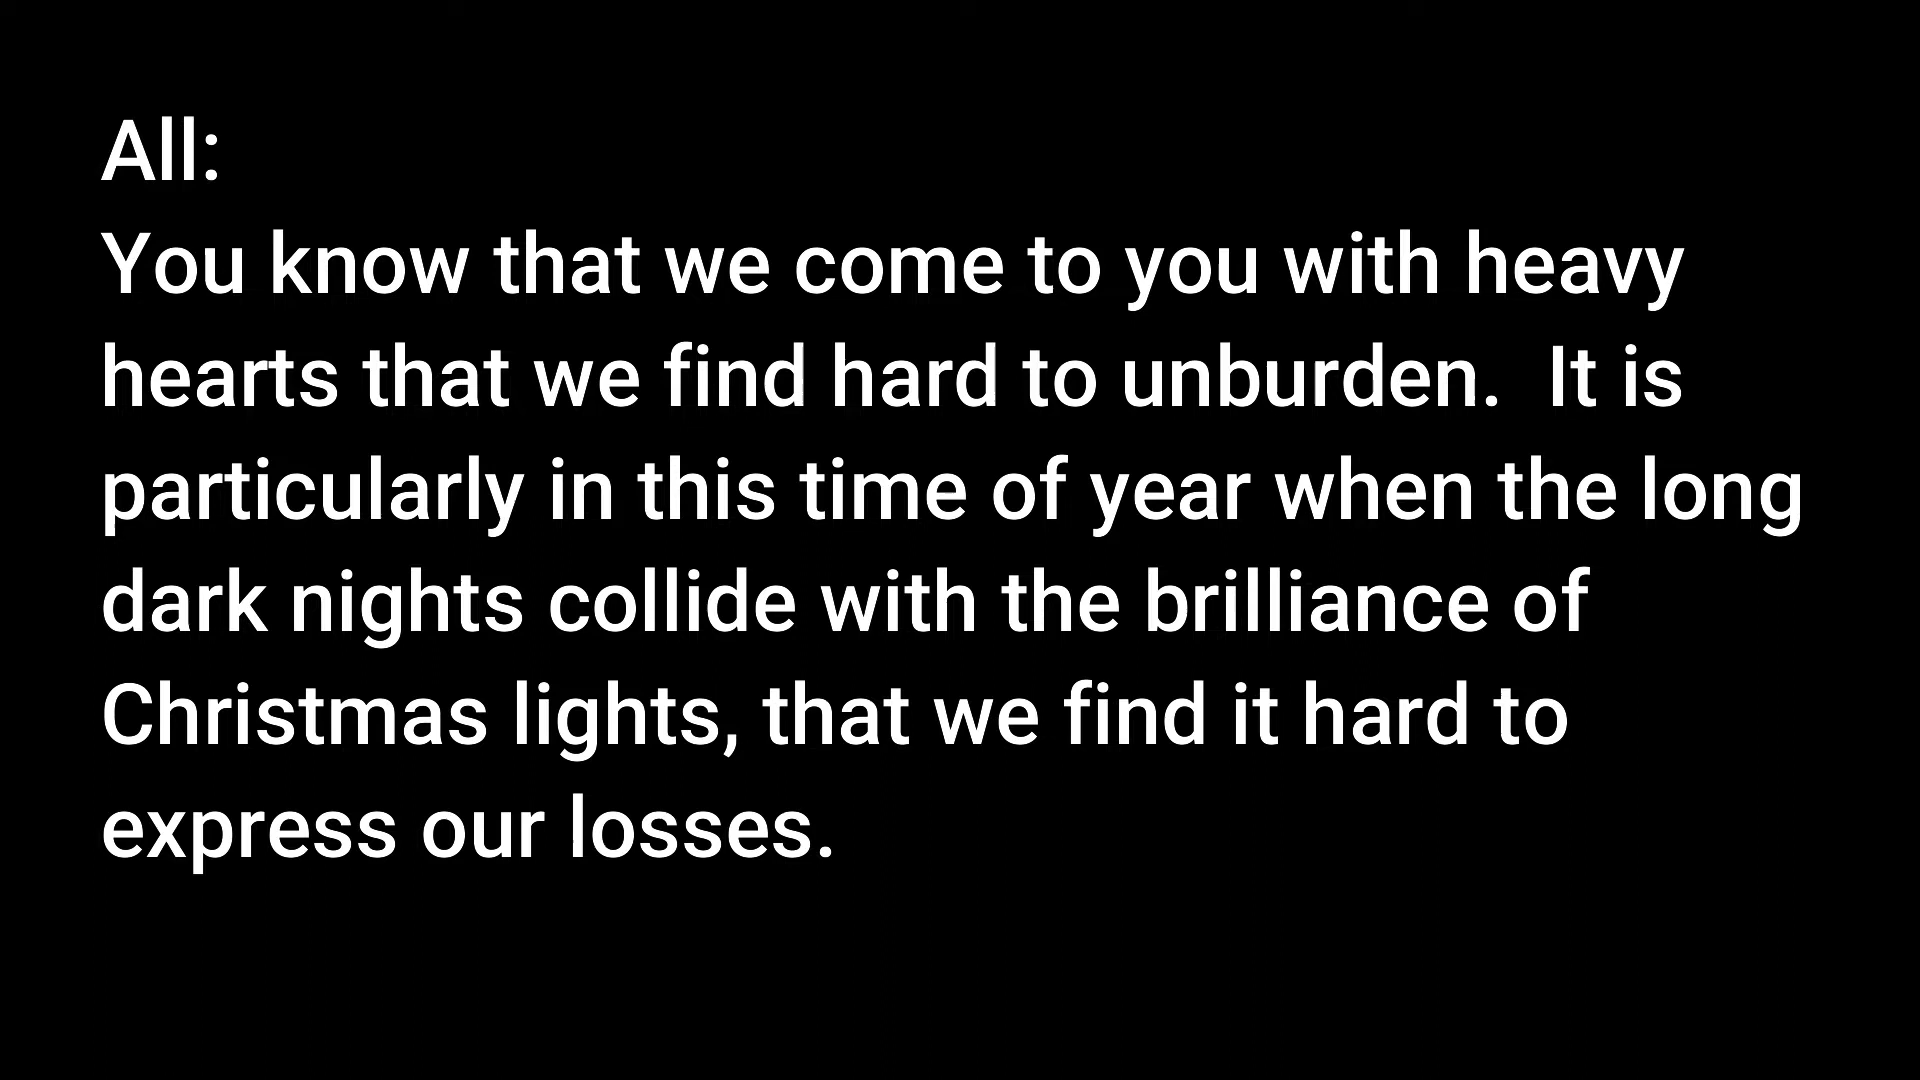 All:
You know that we come to you with heavy
hearts that we find hard to unburden.  It is
particularly in this time of year when the long
dark nights collide with the brilliance of
Christmas lights, that we find it hard to
express our losses.